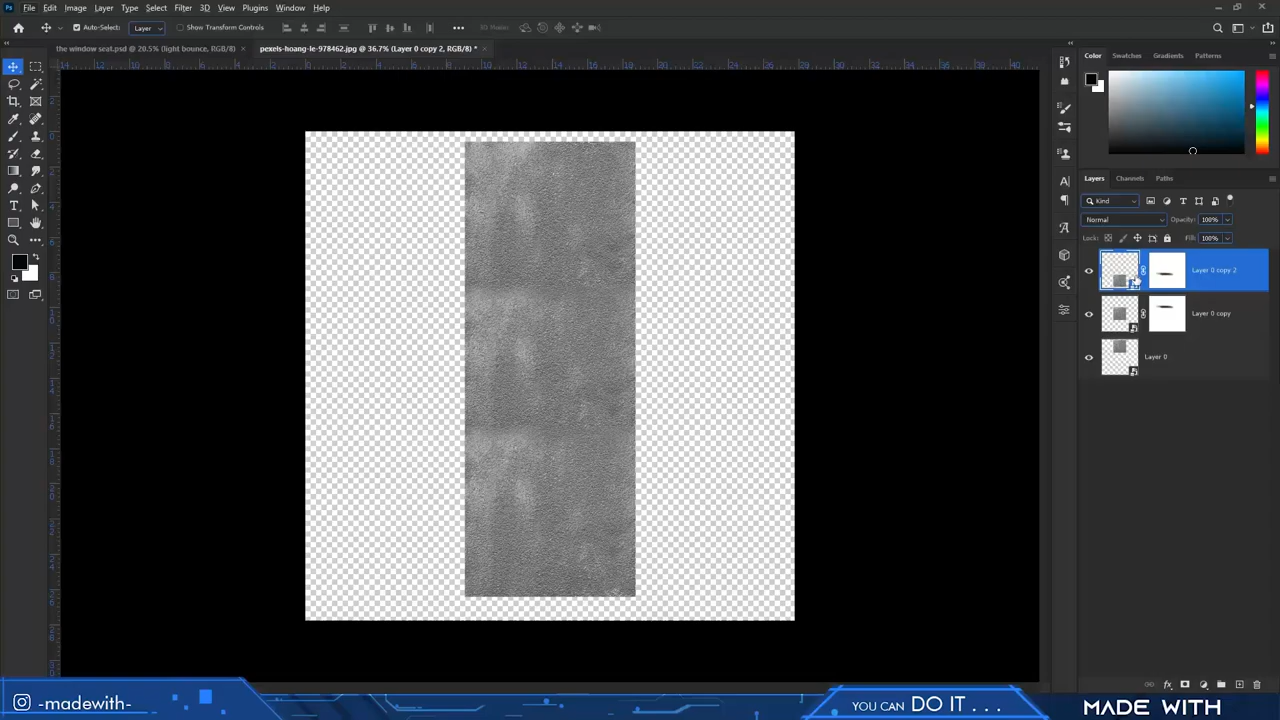 Ps File Edit Image Layer Type Select Filter 3D View Plugins Window Help
Auto-Select: Layer Show Transform Controls 3D Mode:
the window seat.psd @ 20.5% (light bounce, RGB/8) × pexels-hoang-le-978462.jpg @ 36.7% (Layer 0 copy 2, RGB/8) * ×
Color Swatches Gradients Patterns
Layers Channels Paths
Kind
Normal Opacity: 100%
Lock: Fill: 100%
Layer 0 copy 2
Layer 0 copy
Layer 0
-madewith-
YOU CAN DO IT . . .
MADE WITH